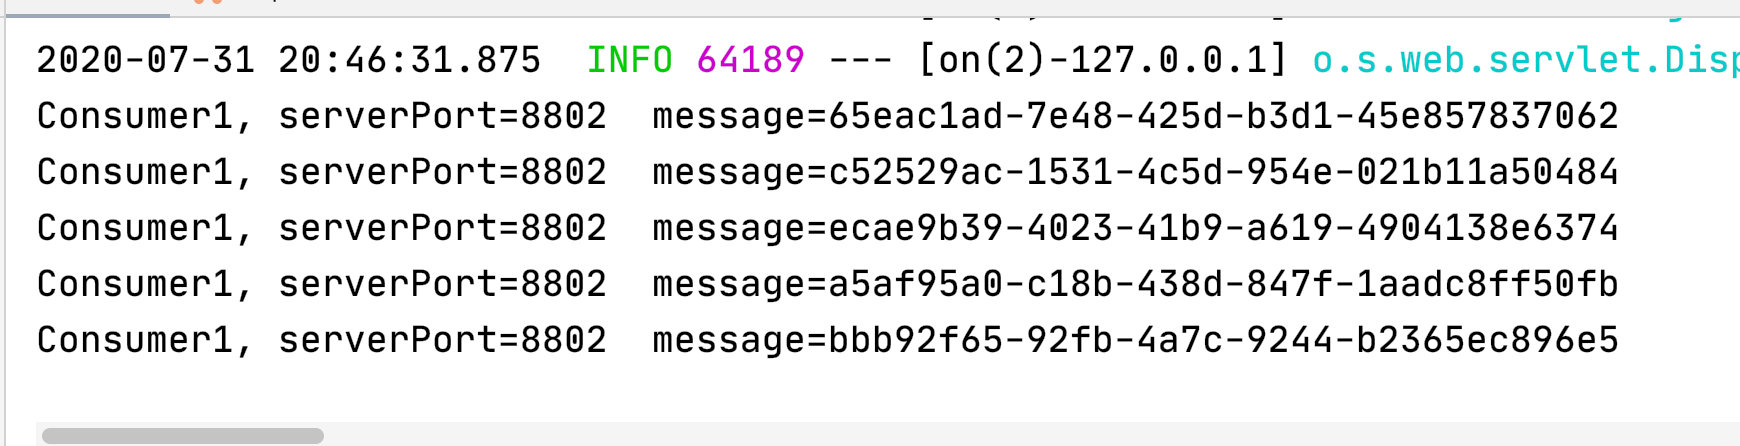 2020-07-31 20:46:31.875  INFO 64189 --- [on(2)-127.0.0.1] o.s.web.servlet.Disp
Consumer1, serverPort=8802  message=65eac1ad-7e48-425d-b3d1-45e857837062
Consumer1, serverPort=8802  message=c52529ac-1531-4c5d-954e-021b11a50484
Consumer1, serverPort=8802  message=ecae9b39-4023-41b9-a619-4904138e6374
Consumer1, serverPort=8802  message=a5af95a0-c18b-438d-847f-1aadc8ff50fb
Consumer1, serverPort=8802  message=bbb92f65-92fb-4a7c-9244-b2365ec896e5